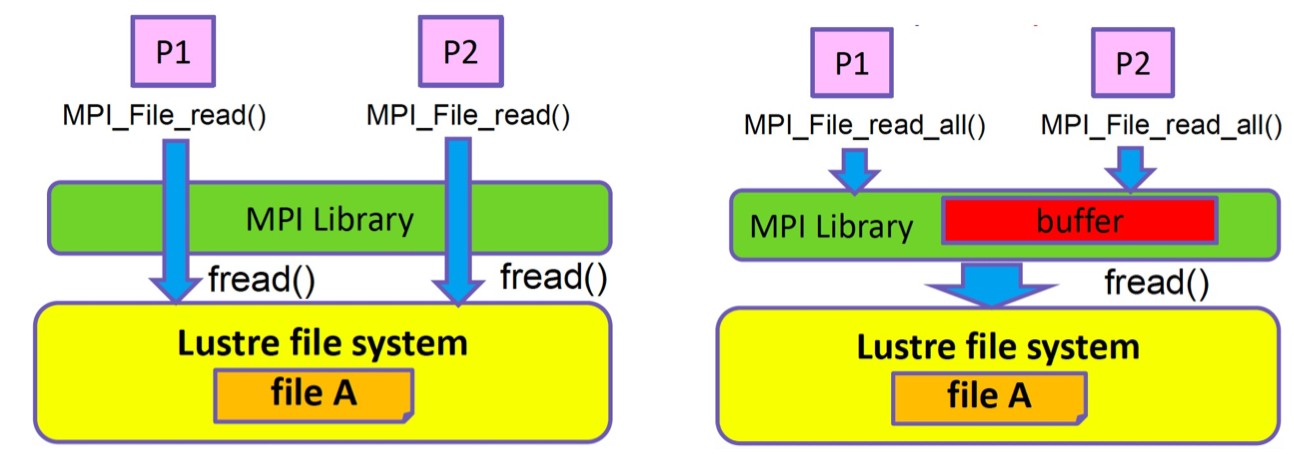 P1
P2
MPI_File_read()
MPI_File_read()
MPI Library
fread()
fread()
Lustre file system
file A
P1
P2
MPI_File_read_all()
MPI_File_read_all()
MPI Library
buffer
fread()
Lustre file system
file A